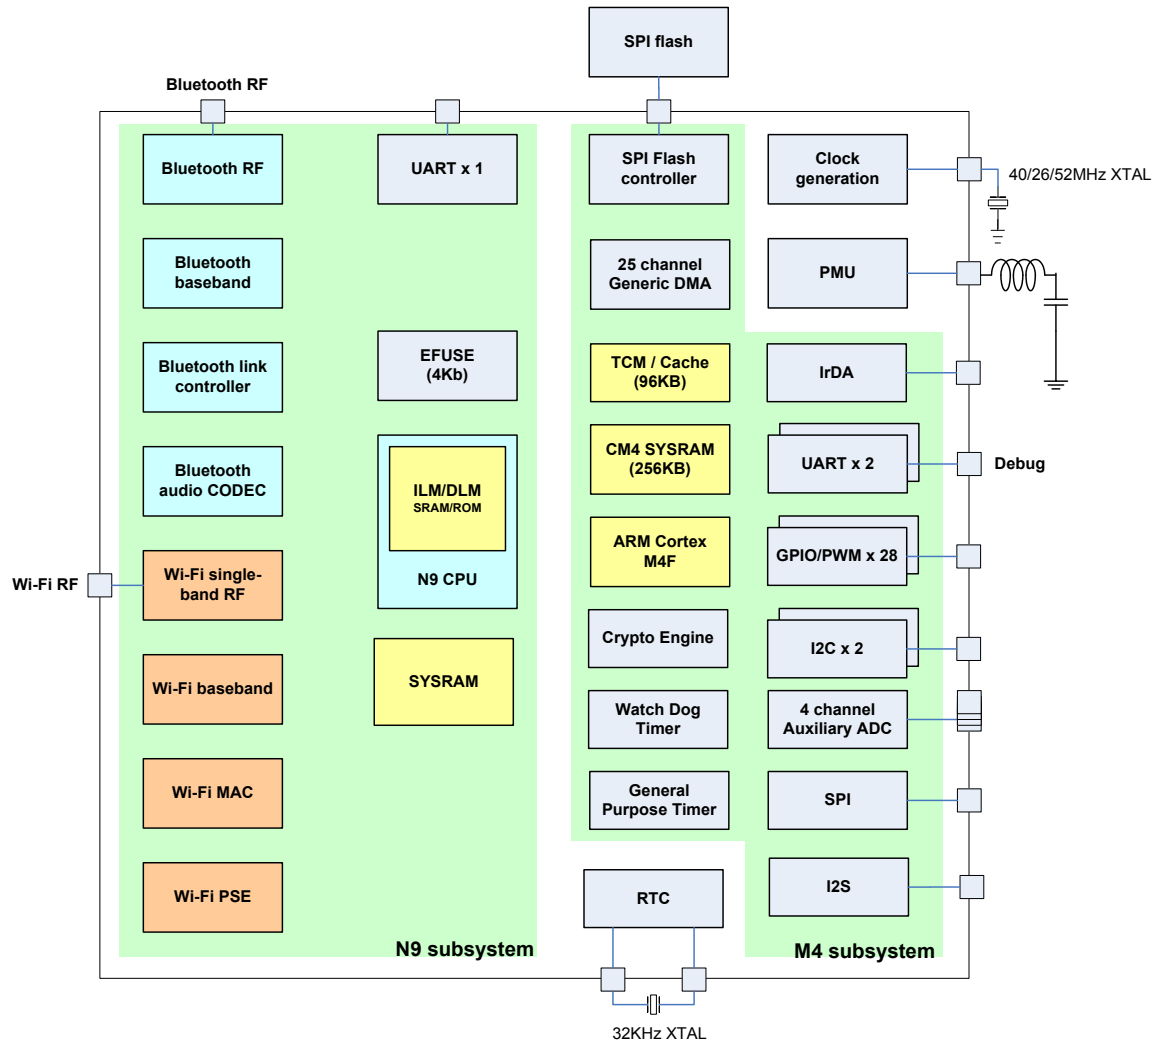 SPI flash
Bluetooth RF
Bluetooth RF
UART x 1
SPI Flash
controller
Clock
generation
40/26/52MHz XTAL
Bluetooth
baseband
25 channel
Generic DMA
PMU
Bluetooth link
controller
EFUSE
(4Kb)
TCM / Cache
(96KB)
IrDA
Bluetooth
audio CODEC
ILM/DLM
SRAM/ROM
N9 CPU
CM4 SYSRAM
(256KB)
UART x 2
Debug
Wi-Fi RF
Wi-Fi single-
band RF
ARM Cortex
M4F
GPIO/PWM x 28
Crypto Engine
I2C x 2
Wi-Fi baseband
SYSRAM
Watch Dog
Timer
4 channel
Auxiliary ADC
Wi-Fi MAC
General
Purpose Timer
SPI
Wi-Fi PSE
RTC
I2S
N9 subsystem
M4 subsystem
32KHz XTAL